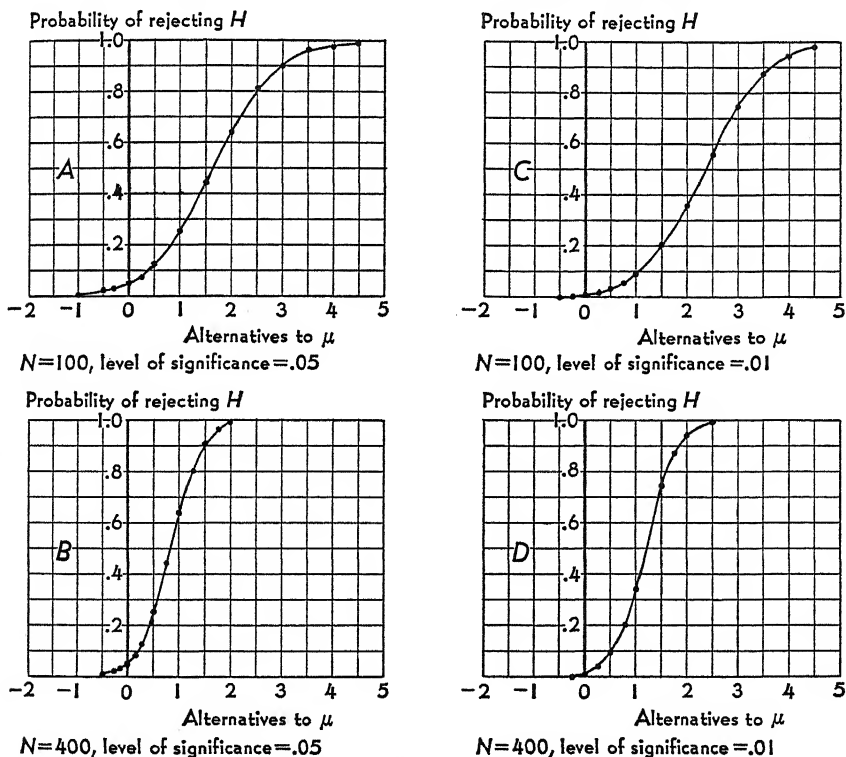 Probability of rejecting H
1.0
.8
.6
A
.4
.2
−2 −1 0 1 2 3 4 5
Alternatives to μ
N=100, level of significance=.05
Probability of rejecting H
1.0
.8
.6
C
.4
.2
−2 −1 0 1 2 3 4 5
Alternatives to μ
N=100, level of significance=.01
Probability of rejecting H
1.0
.8
.6
B
.4
.2
−2 −1 0 1 2 3 4 5
Alternatives to μ
N=400, level of significance=.05
Probability of rejecting H
1.0
.8
.6
D
.4
.2
−2 −1 0 1 2 3 4 5
Alternatives to μ
N=400, level of significance=.01